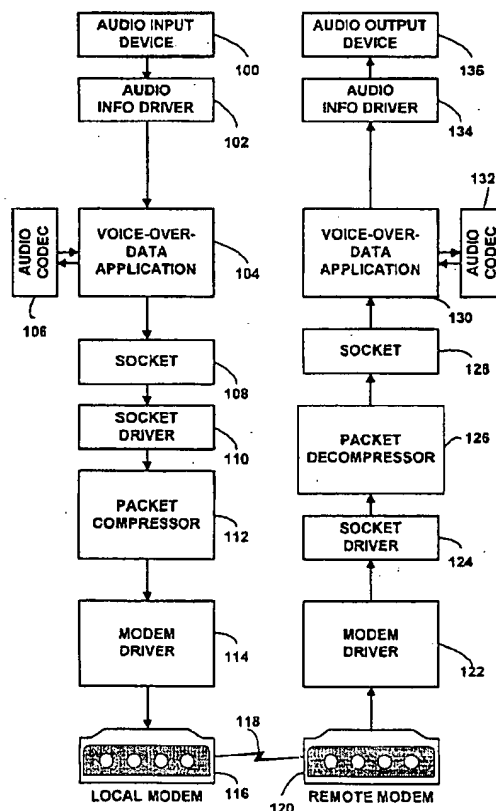 AUDIO INPUT
DEVICE
100
AUDIO
INFO DRIVER
102
AUDIO
CODEC
106
VOICE-OVER-
DATA
APPLICATION
104
SOCKET
108
SOCKET
DRIVER
110
PACKET
COMPRESSOR
112
MODEM
DRIVER
114
116
LOCAL MODEM
118
AUDIO OUTPUT
DEVICE
136
AUDIO
INFO DRIVER
134
132
VOICE-OVER-
DATA
APPLICATION
AUDIO
CODEC
130
SOCKET
128
PACKET
DECOMPRESSOR
126
SOCKET
DRIVER
124
MODEM
DRIVER
122
120
REMOTE MODEM